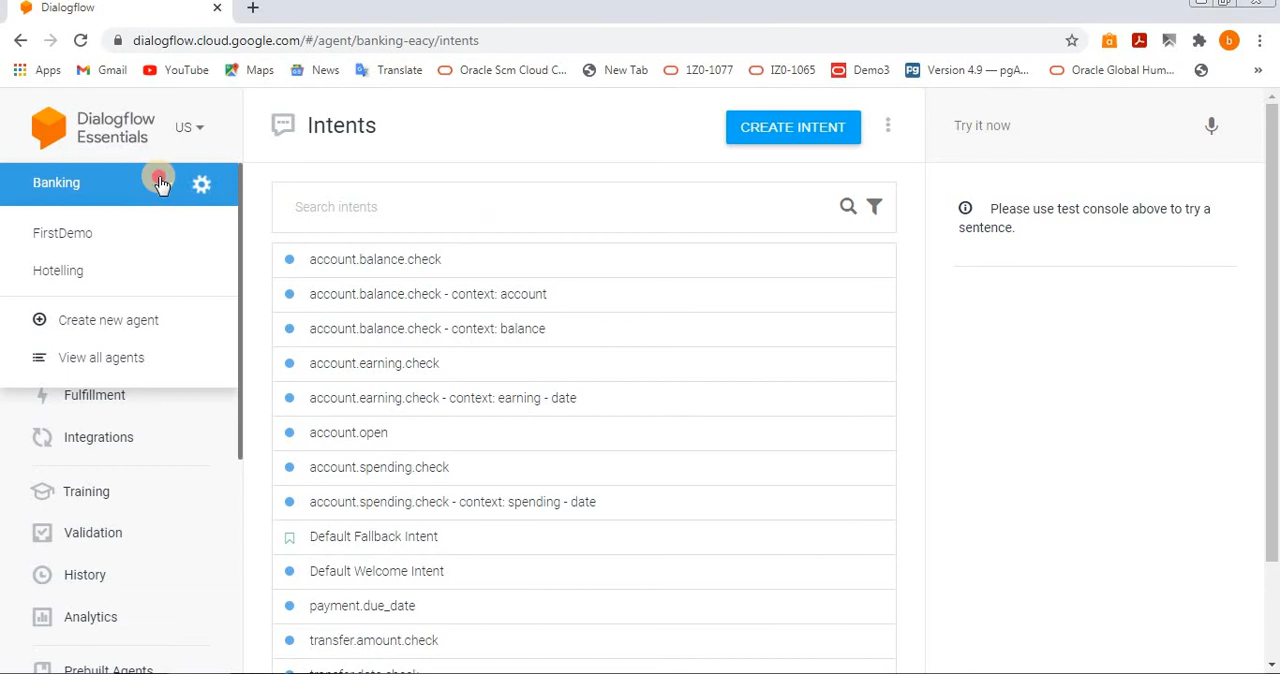 Dialogflow
dialogflow.cloud.google.com/#/agent/banking-eacy/intents
b
Apps Gmail YouTube Maps News Translate Oracle Scm Cloud C... New Tab 1Z0-1077 IZ0-1065 Demo3 Version 4.9 — pgA... Oracle Global Hum... »
Dialogflow
Essentials
US
Intents
CREATE INTENT
Try it now
Banking
FirstDemo
Hotelling
Create new agent
View all agents
Fulfillment
Integrations
Training
Validation
History
Analytics
Prebuilt Agents
Search intents
account.balance.check
account.balance.check - context: account
account.balance.check - context: balance
account.earning.check
account.earning.check - context: earning - date
account.open
account.spending.check
account.spending.check - context: spending - date
Default Fallback Intent
Default Welcome Intent
payment.due_date
transfer.amount.check
transfer.date.check
Please use test console above to try a
sentence.